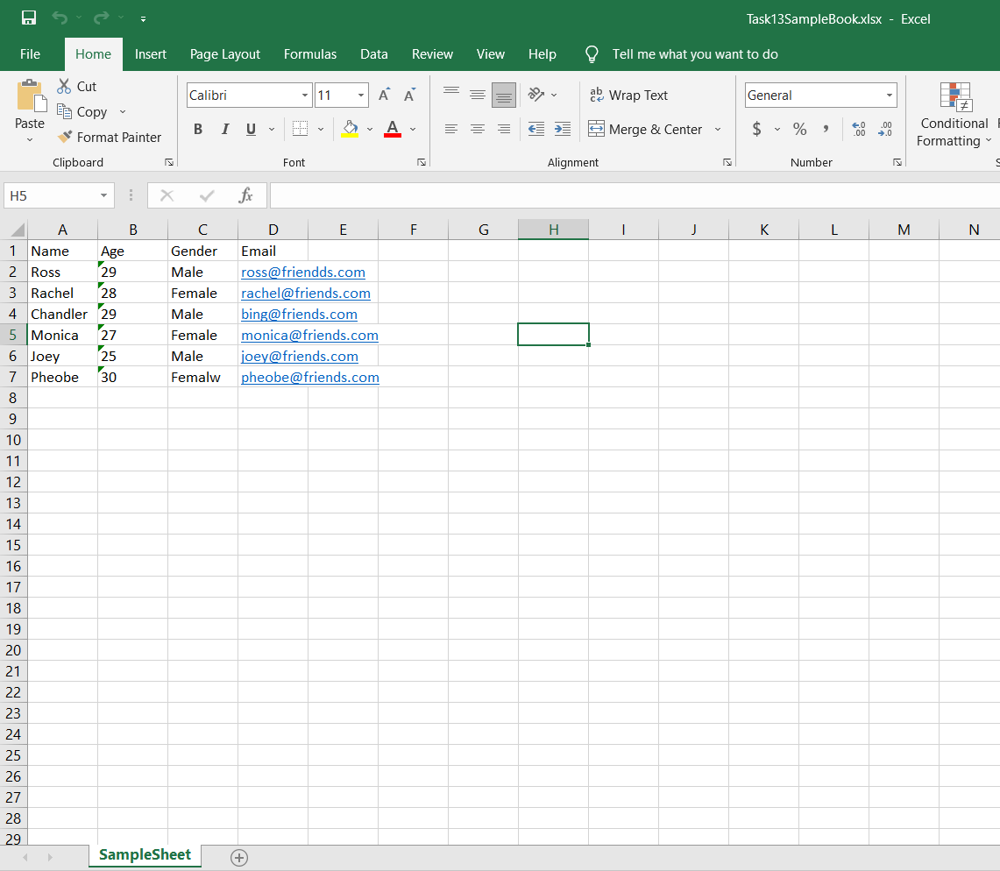 Task13SampleBook.xlsx - Excel
File Home Insert Page Layout Formulas Data Review View Help Tell me what you want to do
Paste
Cut
Copy
Format Painter
Clipboard
Calibri 11 A A
B I U A
Font
ab Wrap Text
Merge & Center
Alignment
General
$ % , .00 .0
Number
Conditional
Formatting
H5 fx
A B C D E F G H I J K L M N
1 Name Age Gender Email
2 Ross 29 Male ross@friendds.com
3 Rachel 28 Female rachel@friends.com
4 Chandler 29 Male bing@friends.com
5 Monica 27 Female monica@friends.com
6 Joey 25 Male joey@friends.com
7 Pheobe 30 Femalw pheobe@friends.com
8
9
10
11
12
13
14
15
16
17
18
19
20
21
22
23
24
25
26
27
28
29
SampleSheet